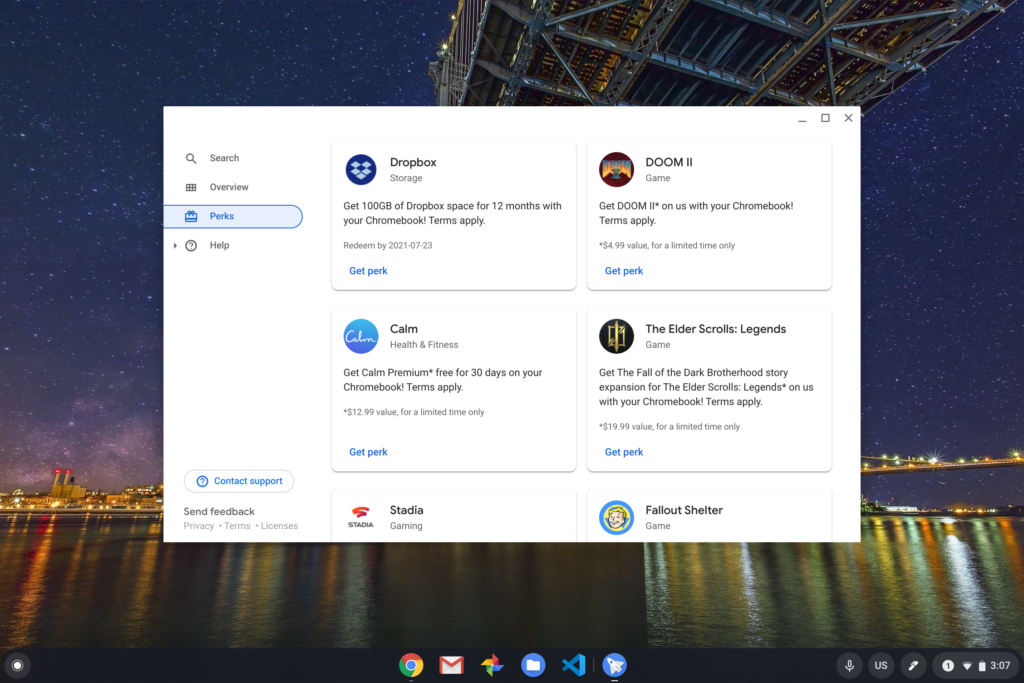 Search
Overview
Perks
Help
Contact support
Send feedback
Privacy • Terms • Licenses
Dropbox
Storage
Get 100GB of Dropbox space for 12 months with
your Chromebook! Terms apply.
Redeem by 2021-07-23
Get perk
DOOM
DOOM II
Game
Get DOOM II* on us with your Chromebook!
Terms apply.
*$4.99 value, for a limited time only
Get perk
Calm
Calm
Health & Fitness
Get Calm Premium* free for 30 days on your
Chromebook! Terms apply.
*$12.99 value, for a limited time only
Get perk
The Elder Scrolls: Legends
Game
Get The Fall of the Dark Brotherhood story
expansion for The Elder Scrolls: Legends* on us
with your Chromebook! Terms apply.
*$19.99 value, for a limited time only
Get perk
STADIA
Stadia
Gaming
Fallout Shelter
Game
US
1
3:07